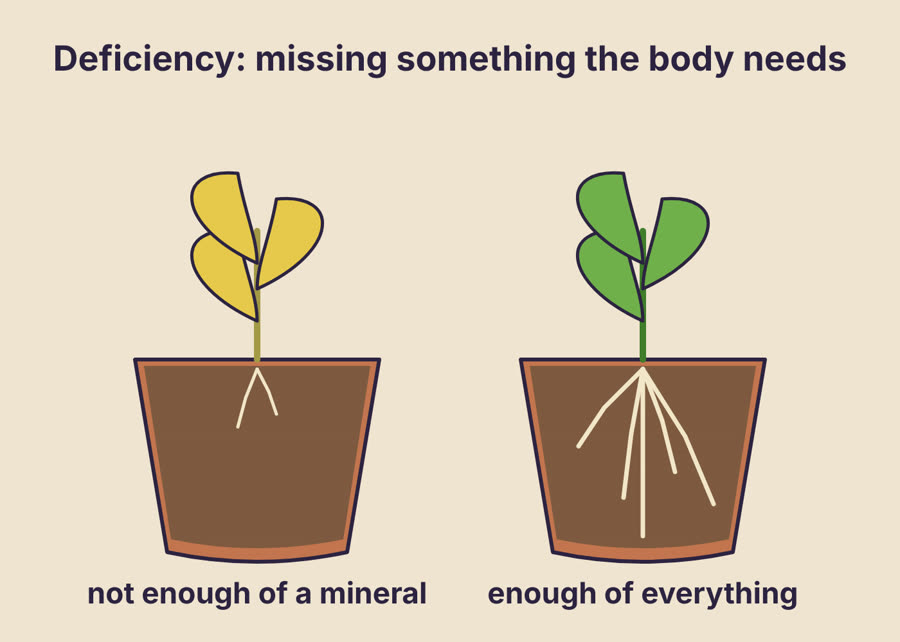 Deficiency: missing something the body needs
not enough of a mineral
enough of everything